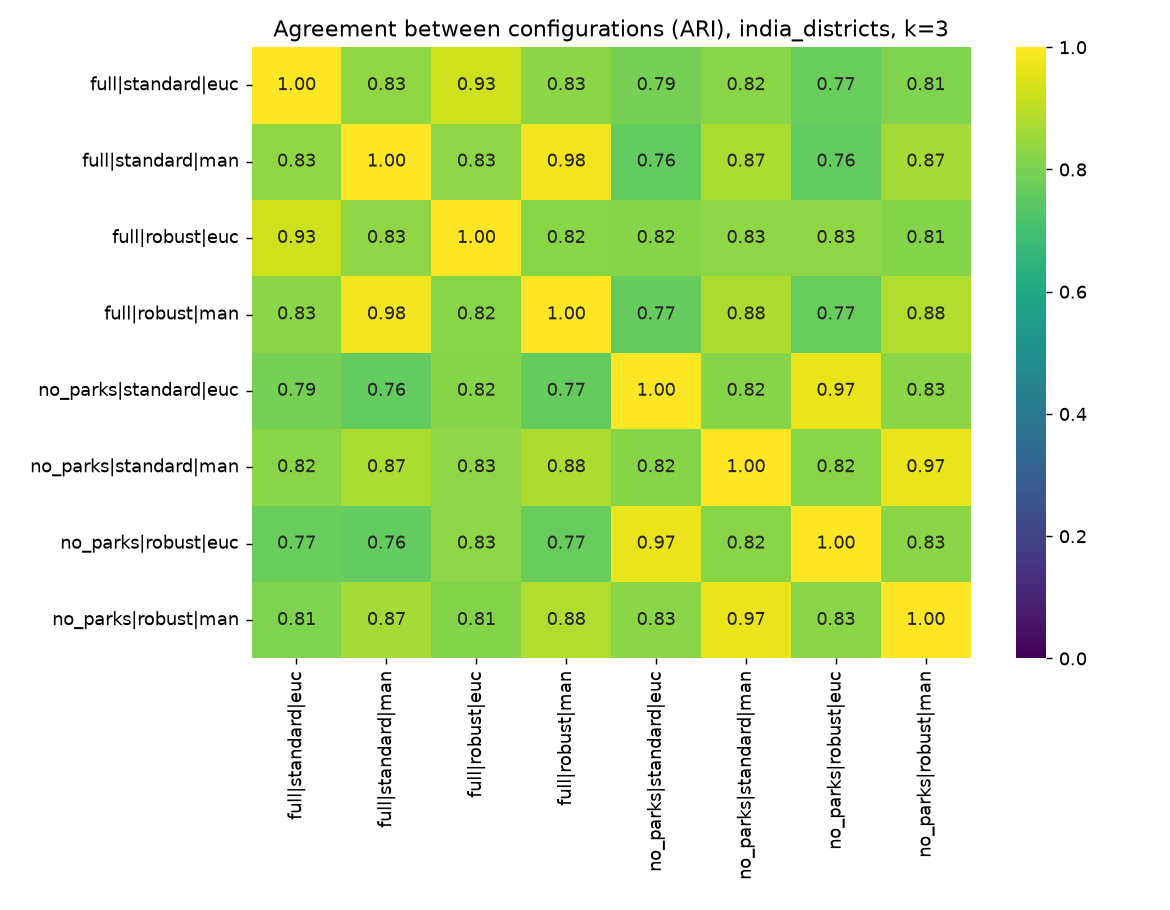 Agreement between configurations (ARI), india_districts, k=3
full|standard|euc 1.00 0.83 0.93 0.83 0.79 0.82 0.77 0.81
full|standard|man 0.83 1.00 0.83 0.98 0.76 0.87 0.76 0.87
full|robust|euc 0.93 0.83 1.00 0.82 0.82 0.83 0.83 0.81
full|robust|man 0.83 0.98 0.82 1.00 0.77 0.88 0.77 0.88
no_parks|standard|euc 0.79 0.76 0.82 0.77 1.00 0.82 0.97 0.83
no_parks|standard|man 0.82 0.87 0.83 0.88 0.82 1.00 0.82 0.97
no_parks|robust|euc 0.77 0.76 0.83 0.77 0.97 0.82 1.00 0.83
no_parks|robust|man 0.81 0.87 0.81 0.88 0.83 0.97 0.83 1.00
full|standard|euc
full|standard|man
full|robust|euc
full|robust|man
no_parks|standard|euc
no_parks|standard|man
no_parks|robust|euc
no_parks|robust|man
1.0
0.8
0.6
0.4
0.2
0.0